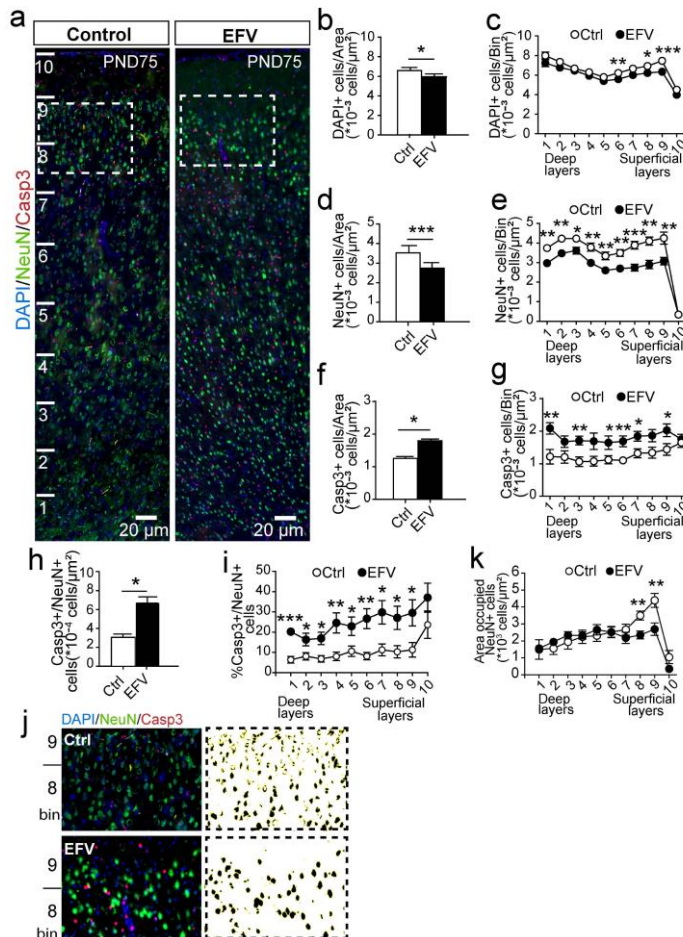 a
Control
EFV
PND75
PND75
DAPI/NeuN/Casp3
10
9
8
7
6
5
4
3
2
1
20 µm
20 µm
b
DAPI+ cells/Area
(*10⁻³ cells/µm²)
10
8
6
4
2
0
*
Ctrl
EFV
c
Ctrl
EFV
DAPI+ cells/Bin
(*10⁻³ cells/µm²)
10
8
6
4
2
0
** * ***
1 2 3 4 5 6 7 8 9 10
Deep
layers
Superficial
layers
d
NeuN+ cells/Area
(*10⁻³ cells/µm²)
5
4
3
2
1
0
***
Ctrl
EFV
e
Ctrl
EFV
NeuN+ cells/Bin
(*10⁻³ cells/µm²)
5
4
3
2
1
0
** ** * ** ** ** *** ** **
1 2 3 4 5 6 7 8 9 10
Deep
layers
Superficial
layers
f
Casp3+ cells/Area
(*10⁻³ cells/µm²)
4
3
2
1
0
*
Ctrl
EFV
g
Ctrl
EFV
Casp3+ cells/Bin
(*10⁻³ cells/µm²)
4
3
2
1
0
** ** * *** * *
1 2 3 4 5 6 7 8 9 10
Deep
layers
Superficial
layers
h
Casp3+/NeuN+
cells(*10⁻⁴ cells/µm²)
10
8
6
4
2
0
*
Ctrl
EFV
i
Ctrl
EFV
%Casp3+/NeuN+
cells
50
40
30
20
10
0
*** * * ** * ** * * *
1 2 3 4 5 6 7 8 9 10
Deep
layers
Superficial
layers
k
Ctrl
EFV
Area occupied
NeuN+ cells
(*10³ cells/µm²)
6
4
2
0
** **
1 2 3 4 5 6 7 8 9 10
Deep
layers
Superficial
layers
j
DAPI/NeuN/Casp3
Ctrl
9
8
bin
EFV
9
8
bin